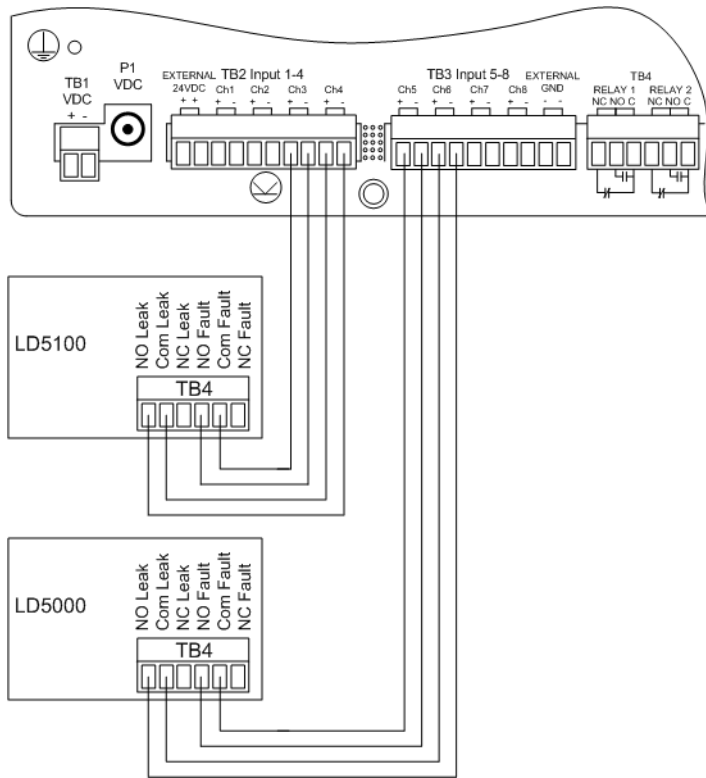 TB1
VDC
+ -
P1
VDC
TB2 Input 1-4
EXTERNAL
24VDC Ch1 Ch2 Ch3 Ch4
+ + + - + - + - + -
TB3 Input 5-8 EXTERNAL
GND
Ch5 Ch6 Ch7 Ch8
+ - + - + - + - - -
TB4
RELAY 1 RELAY 2
NC NO C NC NO C
LD5100
NO Leak
Com Leak
NC Leak
NO Fault
Com Fault
NC Fault
TB4
LD5000
NO Leak
Com Leak
NC Leak
NO Fault
Com Fault
NC Fault
TB4